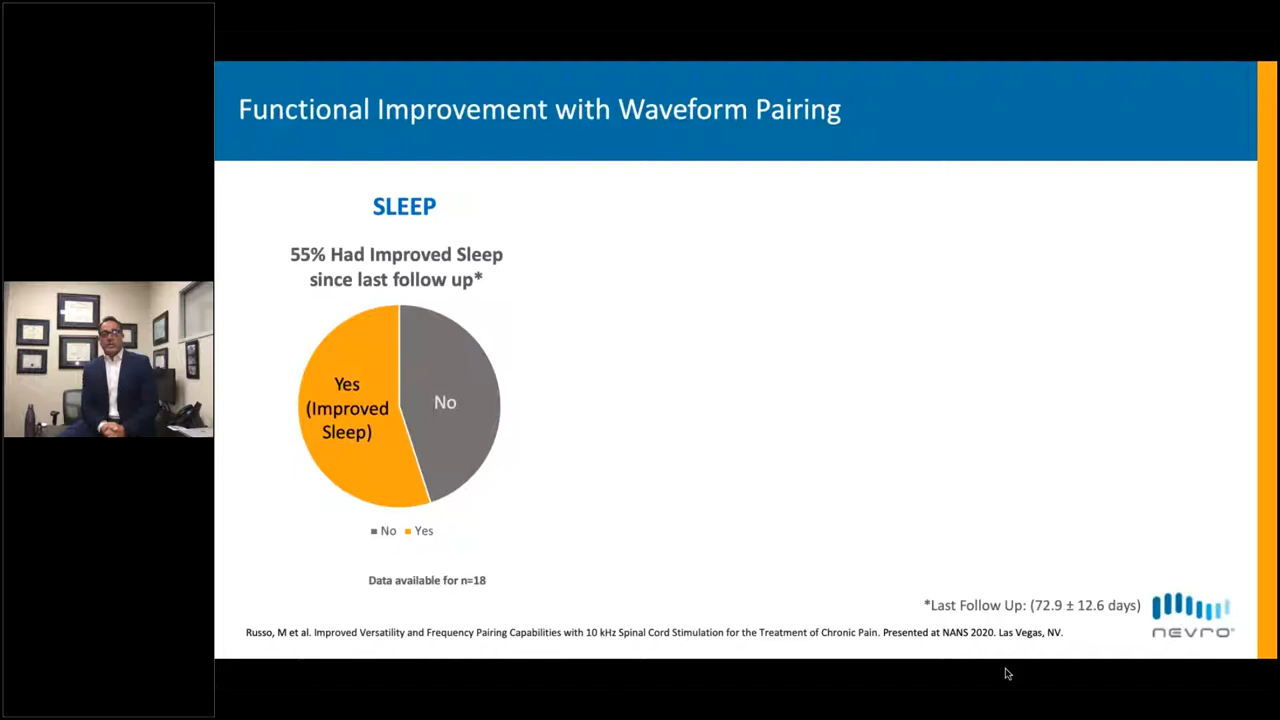 Functional Improvement with Waveform Pairing
SLEEP
55% Had Improved Sleep
since last follow up*
Yes
(Improved
Sleep)
No
No Yes
Data available for n=18
*Last Follow Up: (72.9 ± 12.6 days)
nevro®
Russo, M et al. Improved Versatility and Frequency Pairing Capabilities with 10 kHz Spinal Cord Stimulation for the Treatment of Chronic Pain. Presented at NANS 2020. Las Vegas, NV.